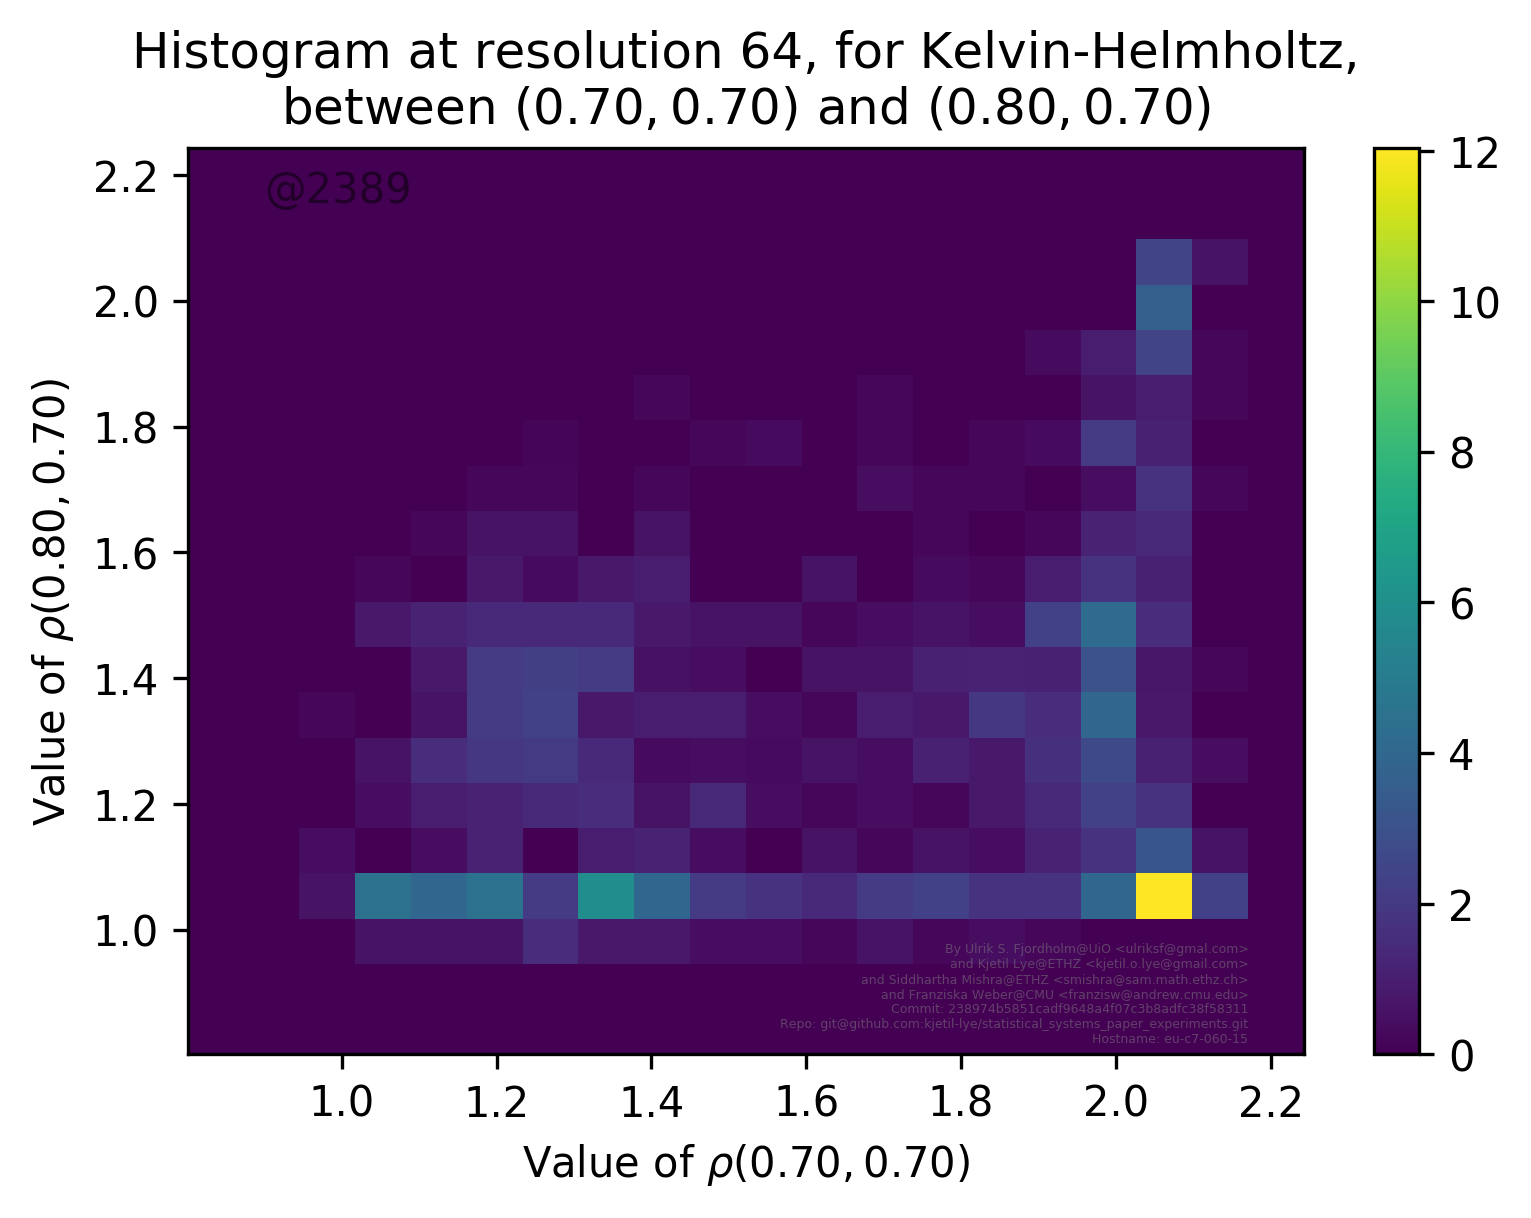 Histogram at resolution 64, for Kelvin-Helmholtz,
between (0.70, 0.70) and (0.80, 0.70)
@2389
2.2
2.0
1.8
1.6
1.4
1.2
1.0
Value of ρ(0.80, 0.70)
1.0 1.2 1.4 1.6 1.8 2.0 2.2
Value of ρ(0.70, 0.70)
12
10
8
6
4
2
0
By Ulrik S. Fjordholm@UiO <ulriksf@gmal.com>
and Kjetil Lye@ETHZ <kjetil.o.lye@gmail.com>
and Siddhartha Mishra@ETHZ <smishra@sam.math.ethz.ch>
and Franziska Weber@CMU <franzisw@andrew.cmu.edu>
Commit: 238974b5851cadf9648a4f07c3b8adfc38f58311
Repo: git@github.com:kjetil-lye/statistical_systems_paper_experiments.git
Hostname: eu-c7-060-15